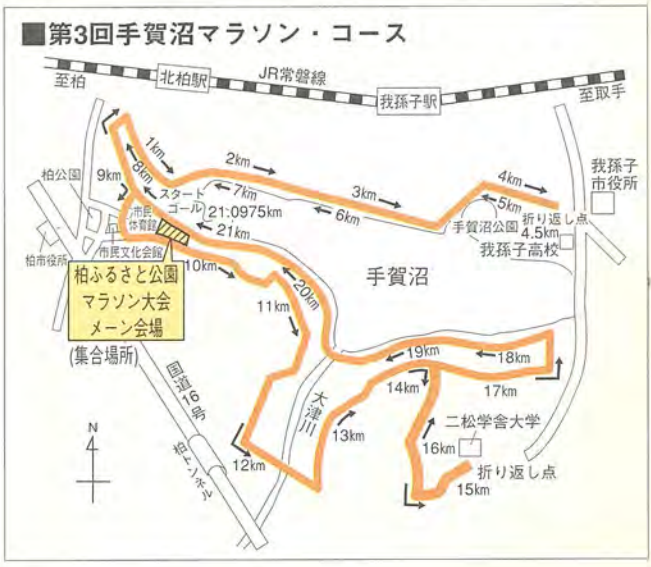 ■第3回手賀沼マラソン・コース
至柏
北柏駅
JR常磐線
我孫子駅
至取手
1km
2km
3km
4km
5km
6km
7km
8km
9km
柏公園
スタート
ゴール
21.0975km
21km
市民
体育館
市民文化会館
柏市役所
我孫子
市役所
手賀沼公園
折り返し点
4.5km
我孫子高校
手賀沼
10km
柏ふるさと公園
マラソン大会
メーン会場
(集合場所)
11km
20km
19km
18km
17km
14km
13km
12km
大津川
国道16号
柏トンネル
16km
二松学舎大学
折り返し点
15km
N